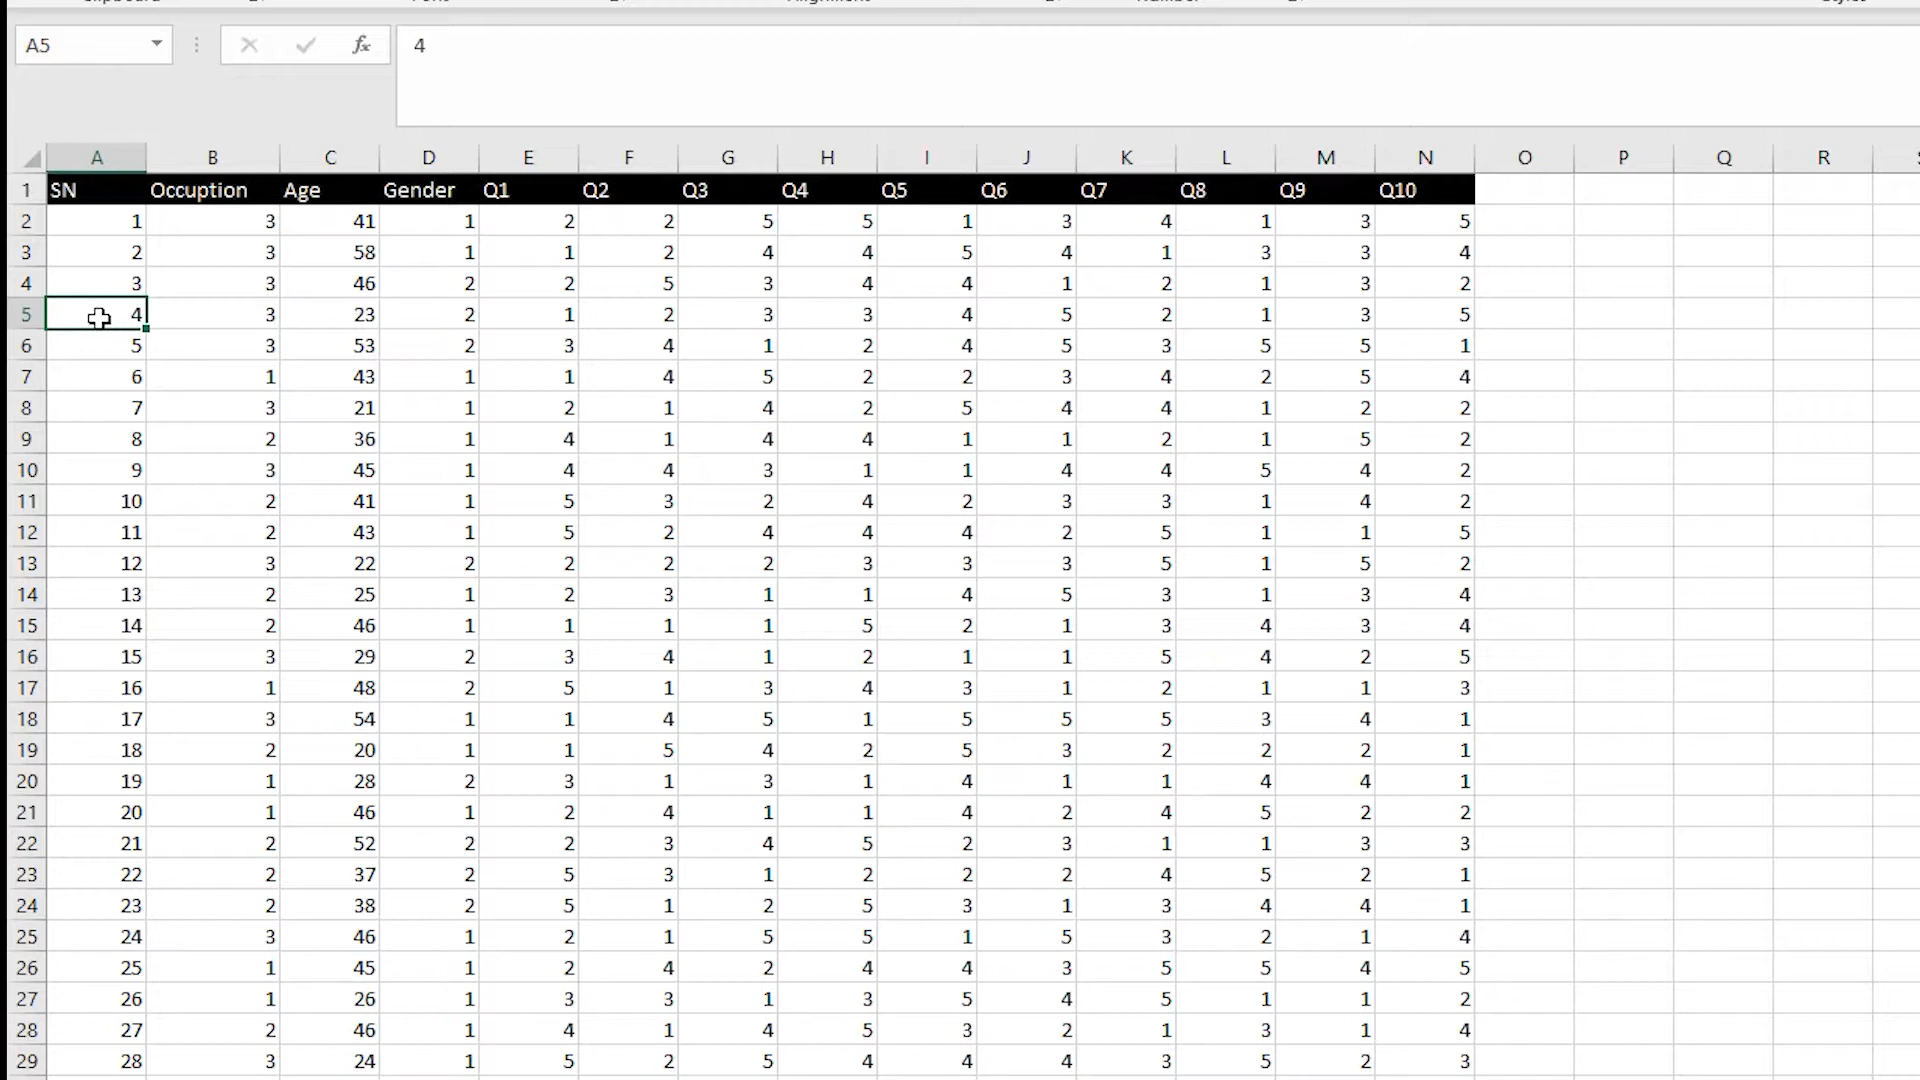 A5 fx 4
A B C D E F G H I J K L M N O P Q R
1 SN Occuption Age Gender Q1 Q2 Q3 Q4 Q5 Q6 Q7 Q8 Q9 Q10
2 1 3 41 1 2 2 5 5 1 3 4 1 3 5
3 2 3 58 1 1 2 4 4 5 4 1 3 3 4
4 3 3 46 2 2 5 3 4 4 1 2 1 3 2
5 4 3 23 2 1 2 3 3 4 5 2 1 3 5
6 5 3 53 2 3 4 1 2 4 5 3 5 5 1
7 6 1 43 1 1 4 5 2 2 3 4 2 5 4
8 7 3 21 1 2 1 4 2 5 4 4 1 2 2
9 8 2 36 1 4 1 4 4 1 1 2 1 5 2
10 9 3 45 1 4 4 3 1 1 4 4 5 4 2
11 10 2 41 1 5 3 2 4 2 3 3 1 4 2
12 11 2 43 1 5 2 4 4 4 2 5 1 1 5
13 12 3 22 2 2 2 2 3 3 3 5 1 5 2
14 13 2 25 1 2 3 1 1 4 5 3 1 3 4
15 14 2 46 1 1 1 1 5 2 1 3 4 3 4
16 15 3 29 2 3 4 1 2 1 1 5 4 2 5
17 16 1 48 2 5 1 3 4 3 1 2 1 1 3
18 17 3 54 1 1 4 5 1 5 5 5 3 4 1
19 18 2 20 1 1 5 4 2 5 3 2 2 2 1
20 19 1 28 2 3 1 3 1 4 1 1 4 4 1
21 20 1 46 1 2 4 1 1 4 2 4 5 2 2
22 21 2 52 2 2 3 4 5 2 3 1 1 3 3
23 22 2 37 2 5 3 1 2 2 2 4 5 2 1
24 23 2 38 2 5 1 2 5 3 1 3 4 4 1
25 24 3 46 1 2 1 5 5 1 5 3 2 1 4
26 25 1 45 1 2 4 2 4 4 3 5 5 4 5
27 26 1 26 1 3 3 1 3 5 4 5 1 1 2
28 27 2 46 1 4 1 4 5 3 2 1 3 1 4
29 28 3 24 1 5 2 5 4 4 4 3 5 2 3